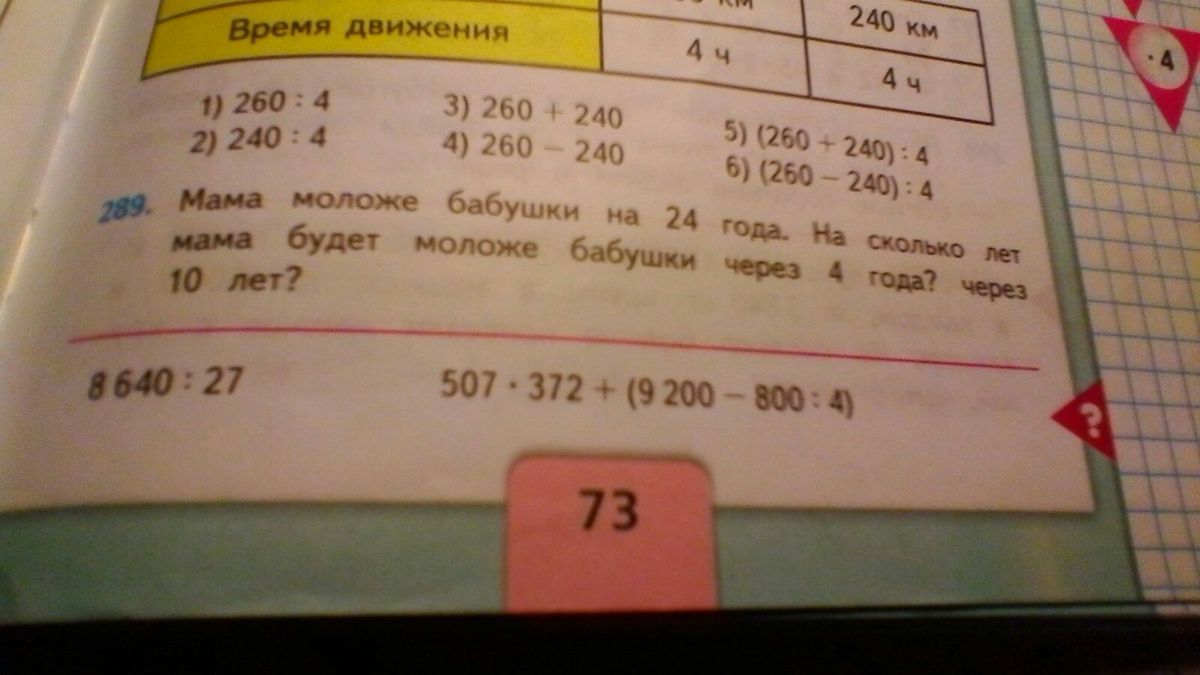 км
240 км
Время движения
4 ч
4 ч
· 4
1) 260 : 4
3) 260 + 240
5) (260 + 240) : 4
2) 240 : 4
4) 260 − 240
6) (260 − 240) : 4
289. Мама моложе бабушки на 24 года. На сколько лет
мама будет моложе бабушки через 4 года? через
10 лет?
8 640 : 27
507 · 372 + (9 200 − 800 : 4)
?
73